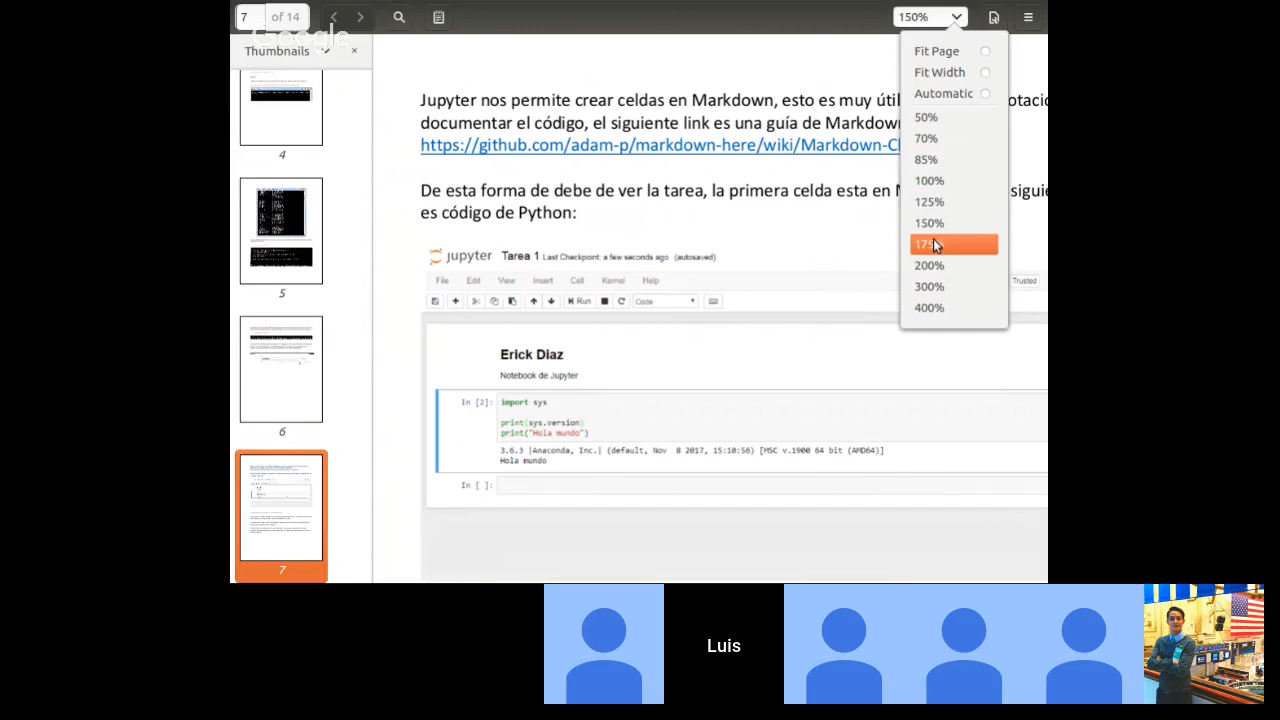 7 of 14
150%
Google
Thumbnails
Fit Page
Fit Width
Automatic
50%
70%
85%
100%
125%
150%
175%
200%
300%
400%
4
5
6
7
Jupyter nos permite crear celdas en Markdown, esto es muy útil
documentar el código, el siguiente link es una guía de Markdown
https://github.com/adam-p/markdown-here/wiki/Markdown-C
De esta forma de debe de ver la tarea, la primera celda esta en
es código de Python:
jupyter Tarea 1 Last Checkpoint: a few seconds ago (autosaved)
File Edit View Insert Cell Kernel Help
Trusted
Run Code
Erick Diaz
Notebook de Jupyter
In [2]: import sys
print(sys.version)
print("Hola mundo")
3.6.3 |Anaconda, Inc.| (default, Nov 8 2017, 15:10:56) [MSC v.1900 64 bit (AMD64)]
Hola mundo
In [ ]:
Luis